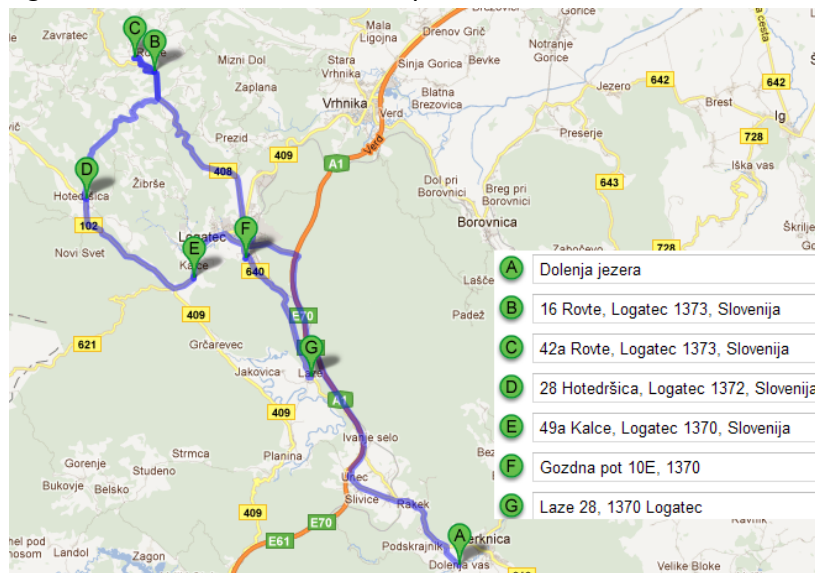 C
B
Zavratec
Rovte
Mizni Dol
Zaplana
Mala
Ligojna
Drenov Grič
Stara
Vrhnika
Sinja Gorica
Bevke
Notranje
Gorice
Blatna
Brezovica
Vrhnika
Verd
Jezero
642
642
642
Brest
Ig
728
Iška vas
Preserje
643
Prezid
409
408
A1
Verd
D
Žibrše
Hotedršica
102
Novi Svet
Logatec
F
E
Kalce
640
Dol pri
Borovnici
Breg pri
Borovnici
Borovnica
Zabočevo
728
Lašče
Padež
409
621
Grčarevec
E70
G
Jakovica
Laze
A1
409
Ivanje selo
Planina
Strmca
Gorenje
Studeno
Bukovje
Belsko
Unec
Slivice
Rakek
409
E70
E61
Landol
Zagon
Podskrajnik
A
Dolenja vas
Velike Bloke
A Dolenja jezera
B 16 Rovte, Logatec 1373, Slovenija
C 42a Rovte, Logatec 1373, Slovenija
D 28 Hotedršica, Logatec 1372, Slovenija
E 49a Kalce, Logatec 1370, Slovenija
F Gozdna pot 10E, 1370
G Laze 28, 1370 Logatec